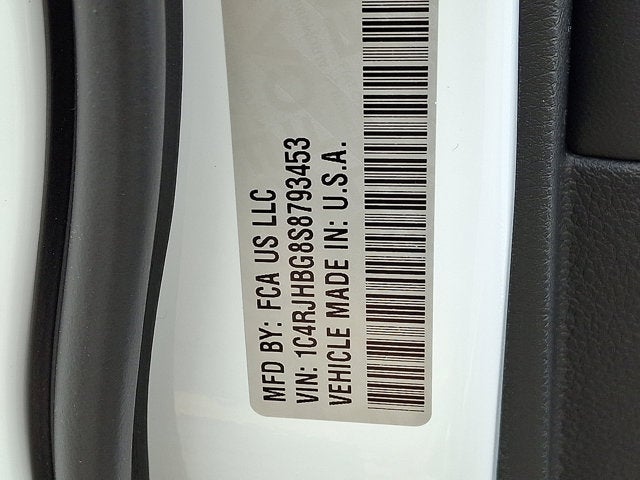 MFD BY: FCA US LLC
VIN: 1C4RJHBG8S8793453
VEHICLE MADE IN: U.S.A.